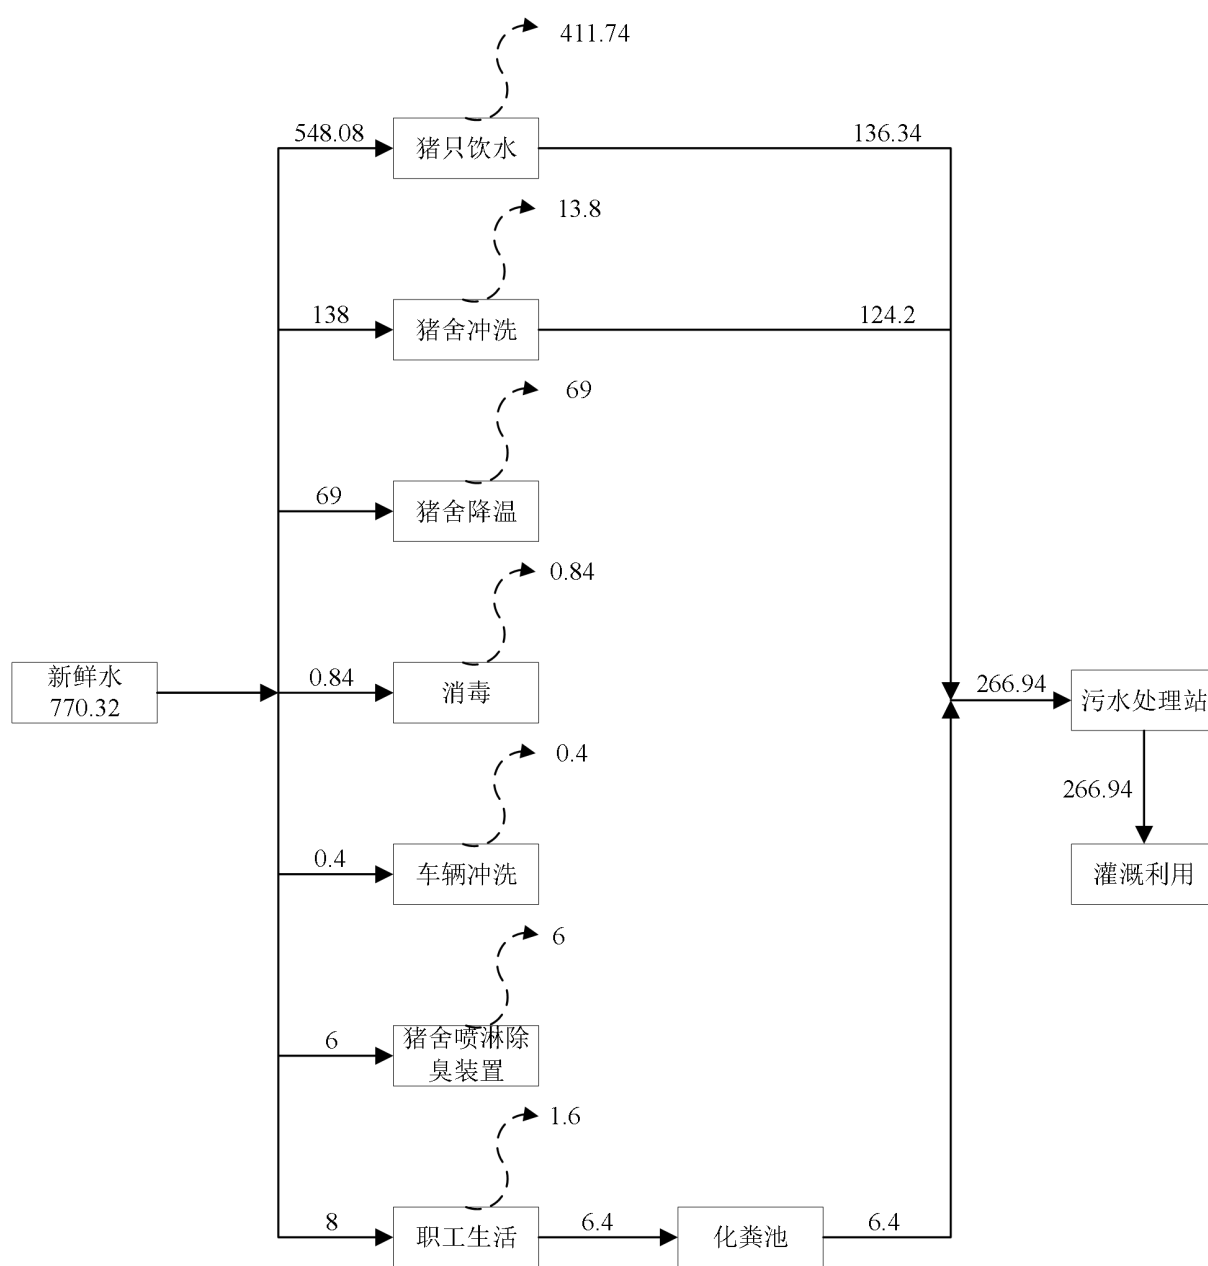 411.74
548.08
猪只饮水
136.34
13.8
138
猪舍冲洗
124.2
69
69
猪舍降温
0.84
新鲜水
770.32
0.84
消毒
266.94
污水处理站
0.4
266.94
0.4
车辆冲洗
灌溉利用
6
6
猪舍喷淋除
臭装置
1.6
8
职工生活
6.4
化粪池
6.4